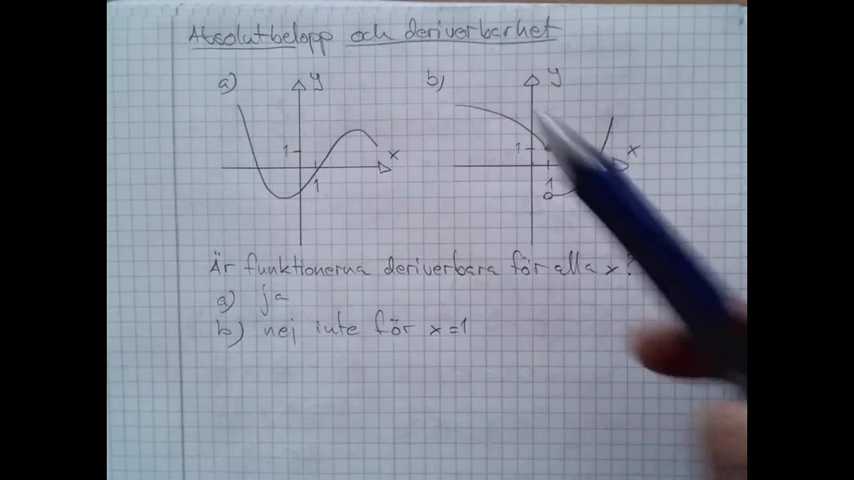 Absolutbelopp och deriverbarhet
a) y b) y
1 x 1 x
1 1
Är funktionerna deriverbara för alla x?
a) ja
b) nej inte för x=1